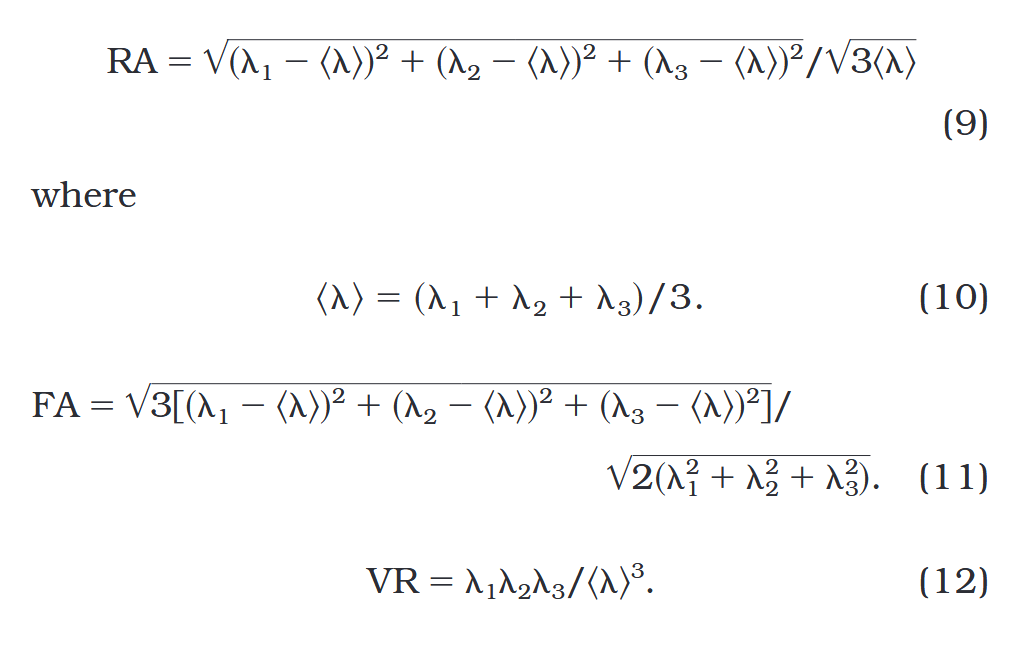 RA = √(λ₁ − ⟨λ⟩)² + (λ₂ − ⟨λ⟩)² + (λ₃ − ⟨λ⟩)²/√3⟨λ⟩
(9)
where
⟨λ⟩ = (λ₁ + λ₂ + λ₃)/3. (10)
FA = √3[(λ₁ − ⟨λ⟩)² + (λ₂ − ⟨λ⟩)² + (λ₃ − ⟨λ⟩)²]/
√2(λ₁² + λ₂² + λ₃²). (11)
VR = λ₁λ₂λ₃/⟨λ⟩³. (12)